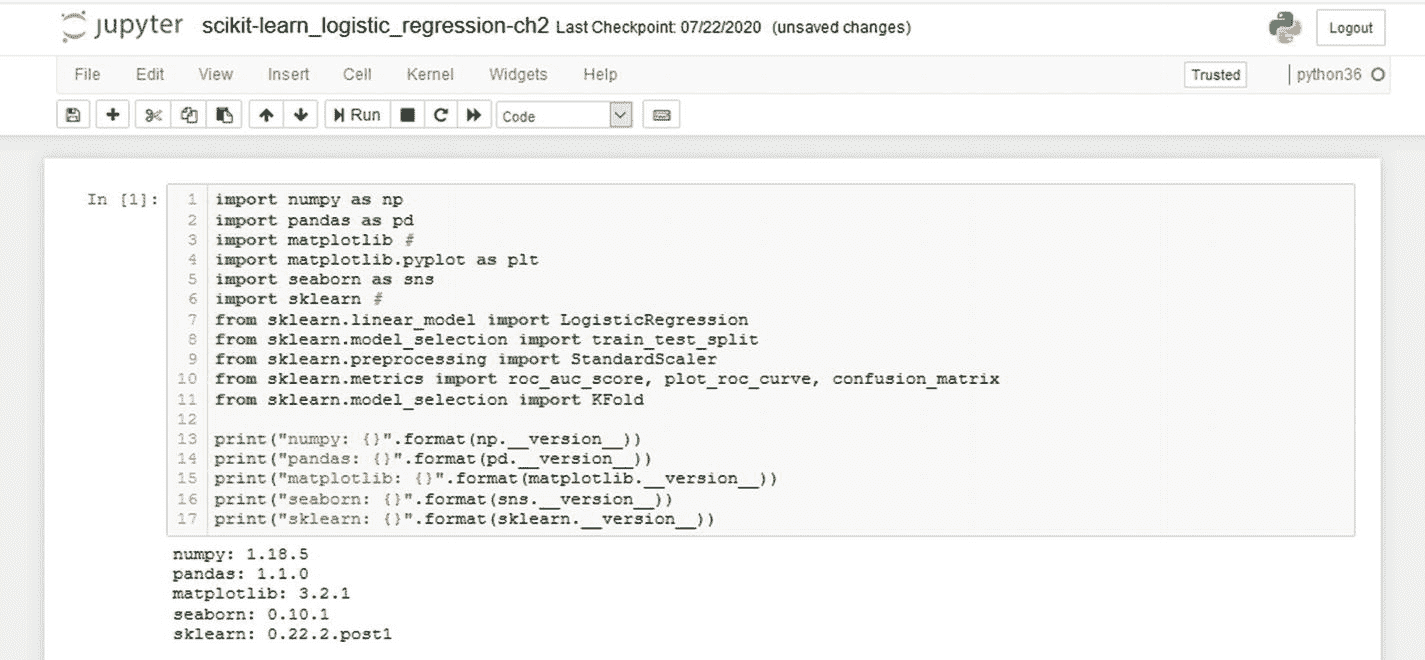 jupyter scikit-learn_logistic_regression-ch2 Last Checkpoint: 07/22/2020 (unsaved changes) Logout
File Edit View Insert Cell Kernel Widgets Help Trusted python36
Run Code
In [1]:
1 import numpy as np
2 import pandas as pd
3 import matplotlib #
4 import matplotlib.pyplot as plt
5 import seaborn as sns
6 import sklearn #
7 from sklearn.linear_model import LogisticRegression
8 from sklearn.model_selection import train_test_split
9 from sklearn.preprocessing import StandardScaler
10 from sklearn.metrics import roc_auc_score, plot_roc_curve, confusion_matrix
11 from sklearn.model_selection import KFold
12
13 print("numpy: {}".format(np.__version__))
14 print("pandas: {}".format(pd.__version__))
15 print("matplotlib: {}".format(matplotlib.__version__))
16 print("seaborn: {}".format(sns.__version__))
17 print("sklearn: {}".format(sklearn.__version__))
numpy: 1.18.5
pandas: 1.1.0
matplotlib: 3.2.1
seaborn: 0.10.1
sklearn: 0.22.2.post1